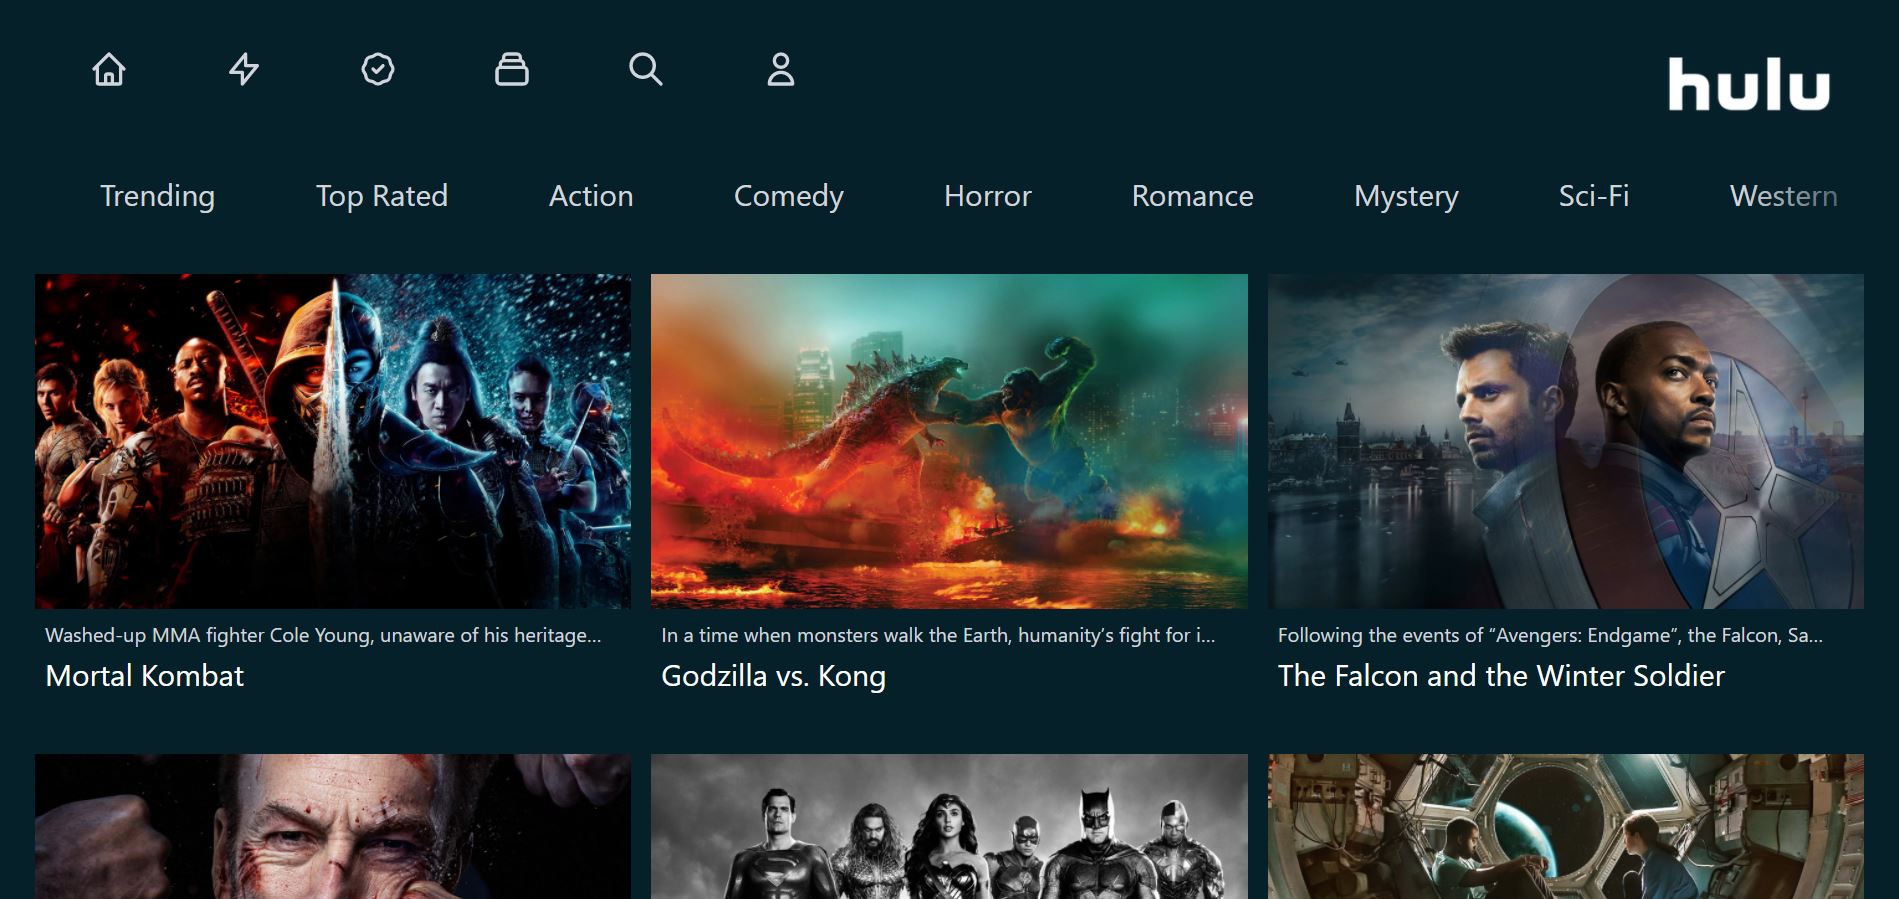 hulu
Trending Top Rated Action Comedy Horror Romance Mystery Sci-Fi Western
Washed-up MMA fighter Cole Young, unaware of his heritage...
Mortal Kombat
In a time when monsters walk the Earth, humanity’s fight for i...
Godzilla vs. Kong
Following the events of “Avengers: Endgame”, the Falcon, Sa...
The Falcon and the Winter Soldier